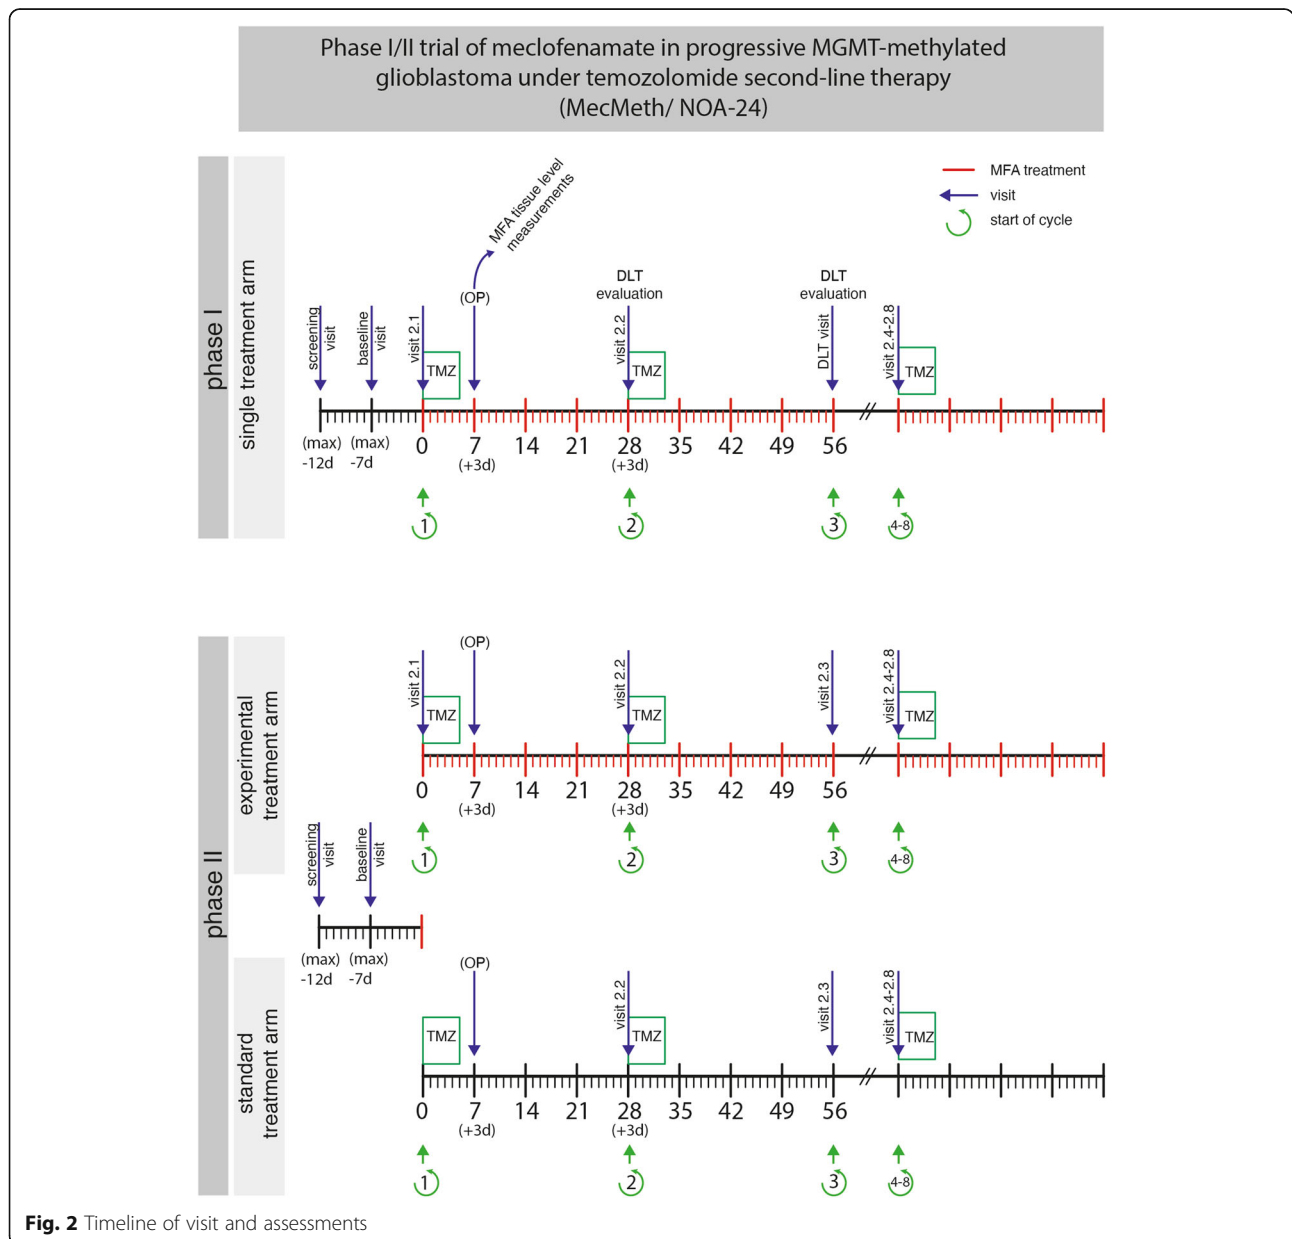 Phase I/II trial of meclofenamate in progressive MGMT-methylated
glioblastoma under temozolomide second-line therapy
(MecMeth/ NOA-24)
phase I
single treatment arm
MFA treatment
visit
start of cycle
MFA tissue level
measurements
screening
visit
baseline
visit
visit 2.1
TMZ
(OP)
DLT
evaluation
visit 2.2
TMZ
DLT
evaluation
DLT visit
visit 2.4-2.8
TMZ
(max)
-12d
(max)
-7d
0
7
(+3d)
14
21
28
(+3d)
35
42
49
56
1
2
3
4-8
phase II
experimental
treatment arm
visit 2.1
TMZ
(OP)
visit 2.2
TMZ
visit 2.3
visit 2.4-2.8
TMZ
0
7
(+3d)
14
21
28
(+3d)
35
42
49
56
1
2
3
4-8
screening
visit
baseline
visit
(max)
-12d
(max)
-7d
standard
treatment arm
TMZ
(OP)
visit 2.2
TMZ
visit 2.3
visit 2.4-2.8
TMZ
0
7
(+3d)
14
21
28
(+3d)
35
42
49
56
1
2
3
4-8
Fig. 2 Timeline of visit and assessments